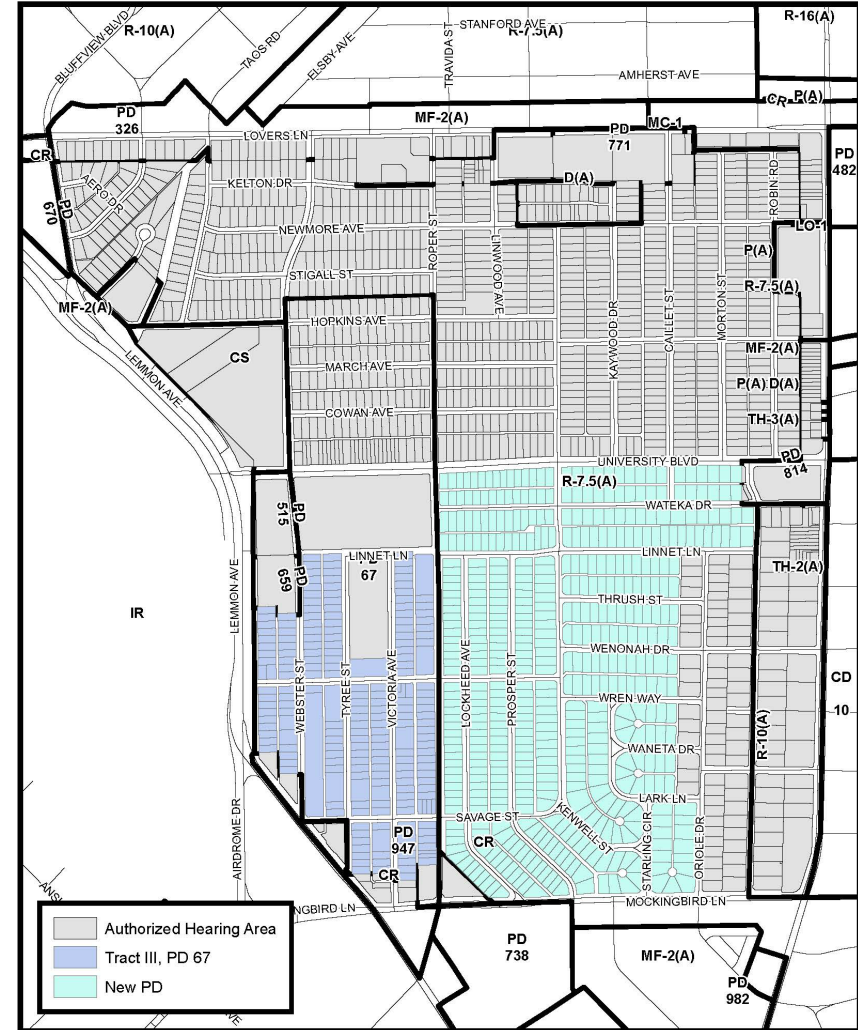 R-16(A)
STANFORD AVE
R-10(A)
R-7.5(A)
BLUFFVIEW BLVD
TAOS RD
ELSBY AVE
TRAVIDA ST
AMHERST AVE
CR
P(A)
PD
326
MF-2(A)
MC-1
PD
771
LOVERS LN
CR
PD
482
D(A)
KELTON DR
AERO DR
PD
670
ROBIN RD
NEWMORE AVE
ROPER ST
LINWOOD AVE
LO-1
P(A)
STIGALL ST
R-7.5(A)
MF-2(A)
HOPKINS AVE
KAYWOOD DR
CAILLET ST
MORTON ST
MF-2(A)
CS
LEMMON AVE
MARCH AVE
P(A)
D(A)
COWAN AVE
TH-3(A)
UNIVERSITY BLVD
PD
814
R-7.5(A)
PD
515
WATEKA DR
LINNET LN
LINNET LN
PD
659
67
TH-2(A)
LEMMON AVE
THRUSH ST
IR
WENONAH DR
WEBSTER ST
TYREE ST
VICTORIA AVE
LOCKHEED AVE
PROSPER ST
WREN WAY
CD
10
R-10(A)
WANETA DR
LARK LN
SAVAGE ST
KENWELL ST
PD
947
CR
STARLING CIR
ORIOLE DR
AIRDROME DR
CR
MOCKINGBIRD LN
NGBIRD LN
Authorized Hearing Area
Tract III, PD 67
New PD
PD
738
MF-2(A)
PD
982